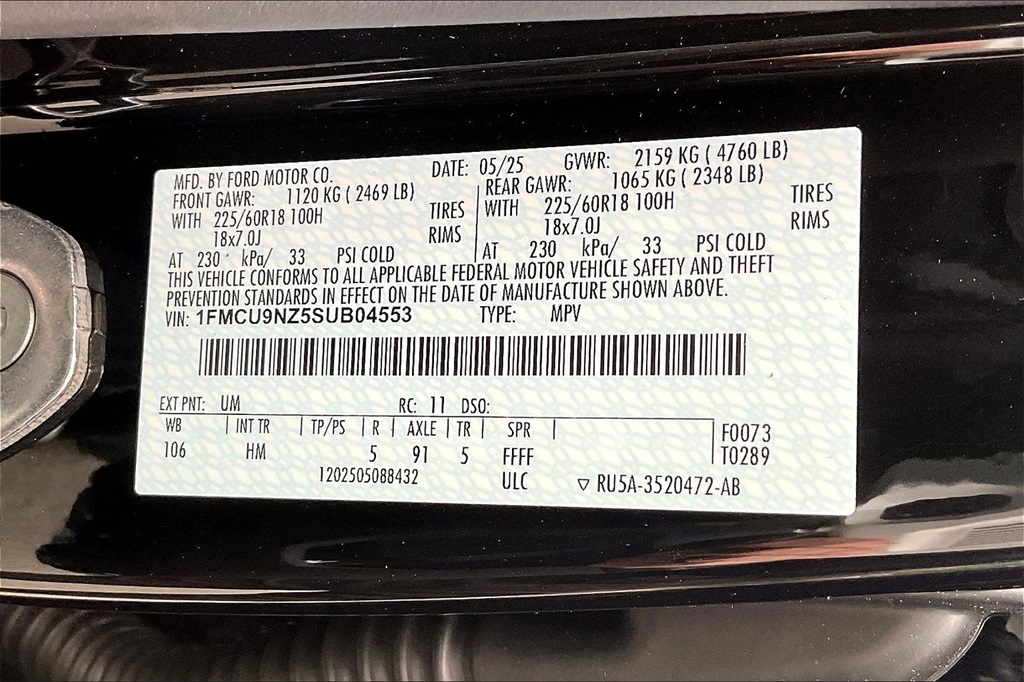 MFD. BY FORD MOTOR CO. DATE: 05/25 GVWR: 2159 KG ( 4760 LB)
FRONT GAWR: 1120 KG ( 2469 LB) REAR GAWR: 1065 KG ( 2348 LB)
WITH 225/60R18 100H TIRES WITH 225/60R18 100H TIRES
18x7.0J RIMS 18x7.0J RIMS
AT 230 kPa/ 33 PSI COLD AT 230 kPa/ 33 PSI COLD
THIS VEHICLE CONFORMS TO ALL APPLICABLE FEDERAL MOTOR VEHICLE SAFETY AND THEFT
PREVENTION STANDARDS IN EFFECT ON THE DATE OF MANUFACTURE SHOWN ABOVE.
VIN: 1FMCU9NZ5SUB04553 TYPE: MPV
EXT PNT: UM RC: 11 DSO:
WB INT TR TP/PS R AXLE TR SPR F0073
106 HM 5 91 5 FFFF T0289
1202505088432 ULC ▽ RU5A-3520472-AB